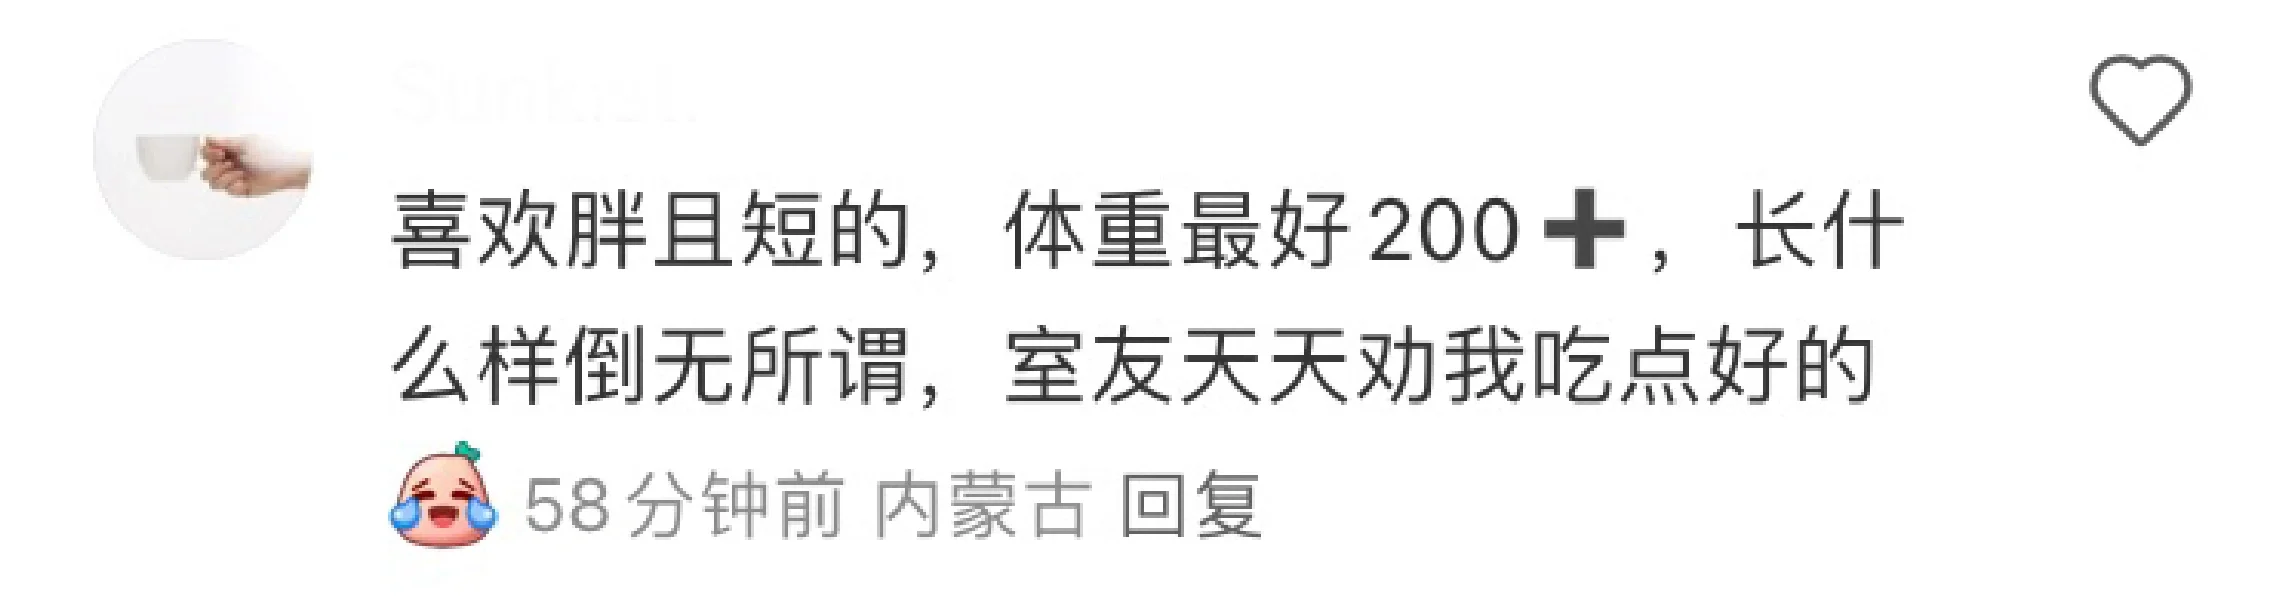 喜欢胖且短的，体重最好200➕，长什
么样倒无所谓，室友天天劝我吃点好的
58分钟前 内蒙古 回复